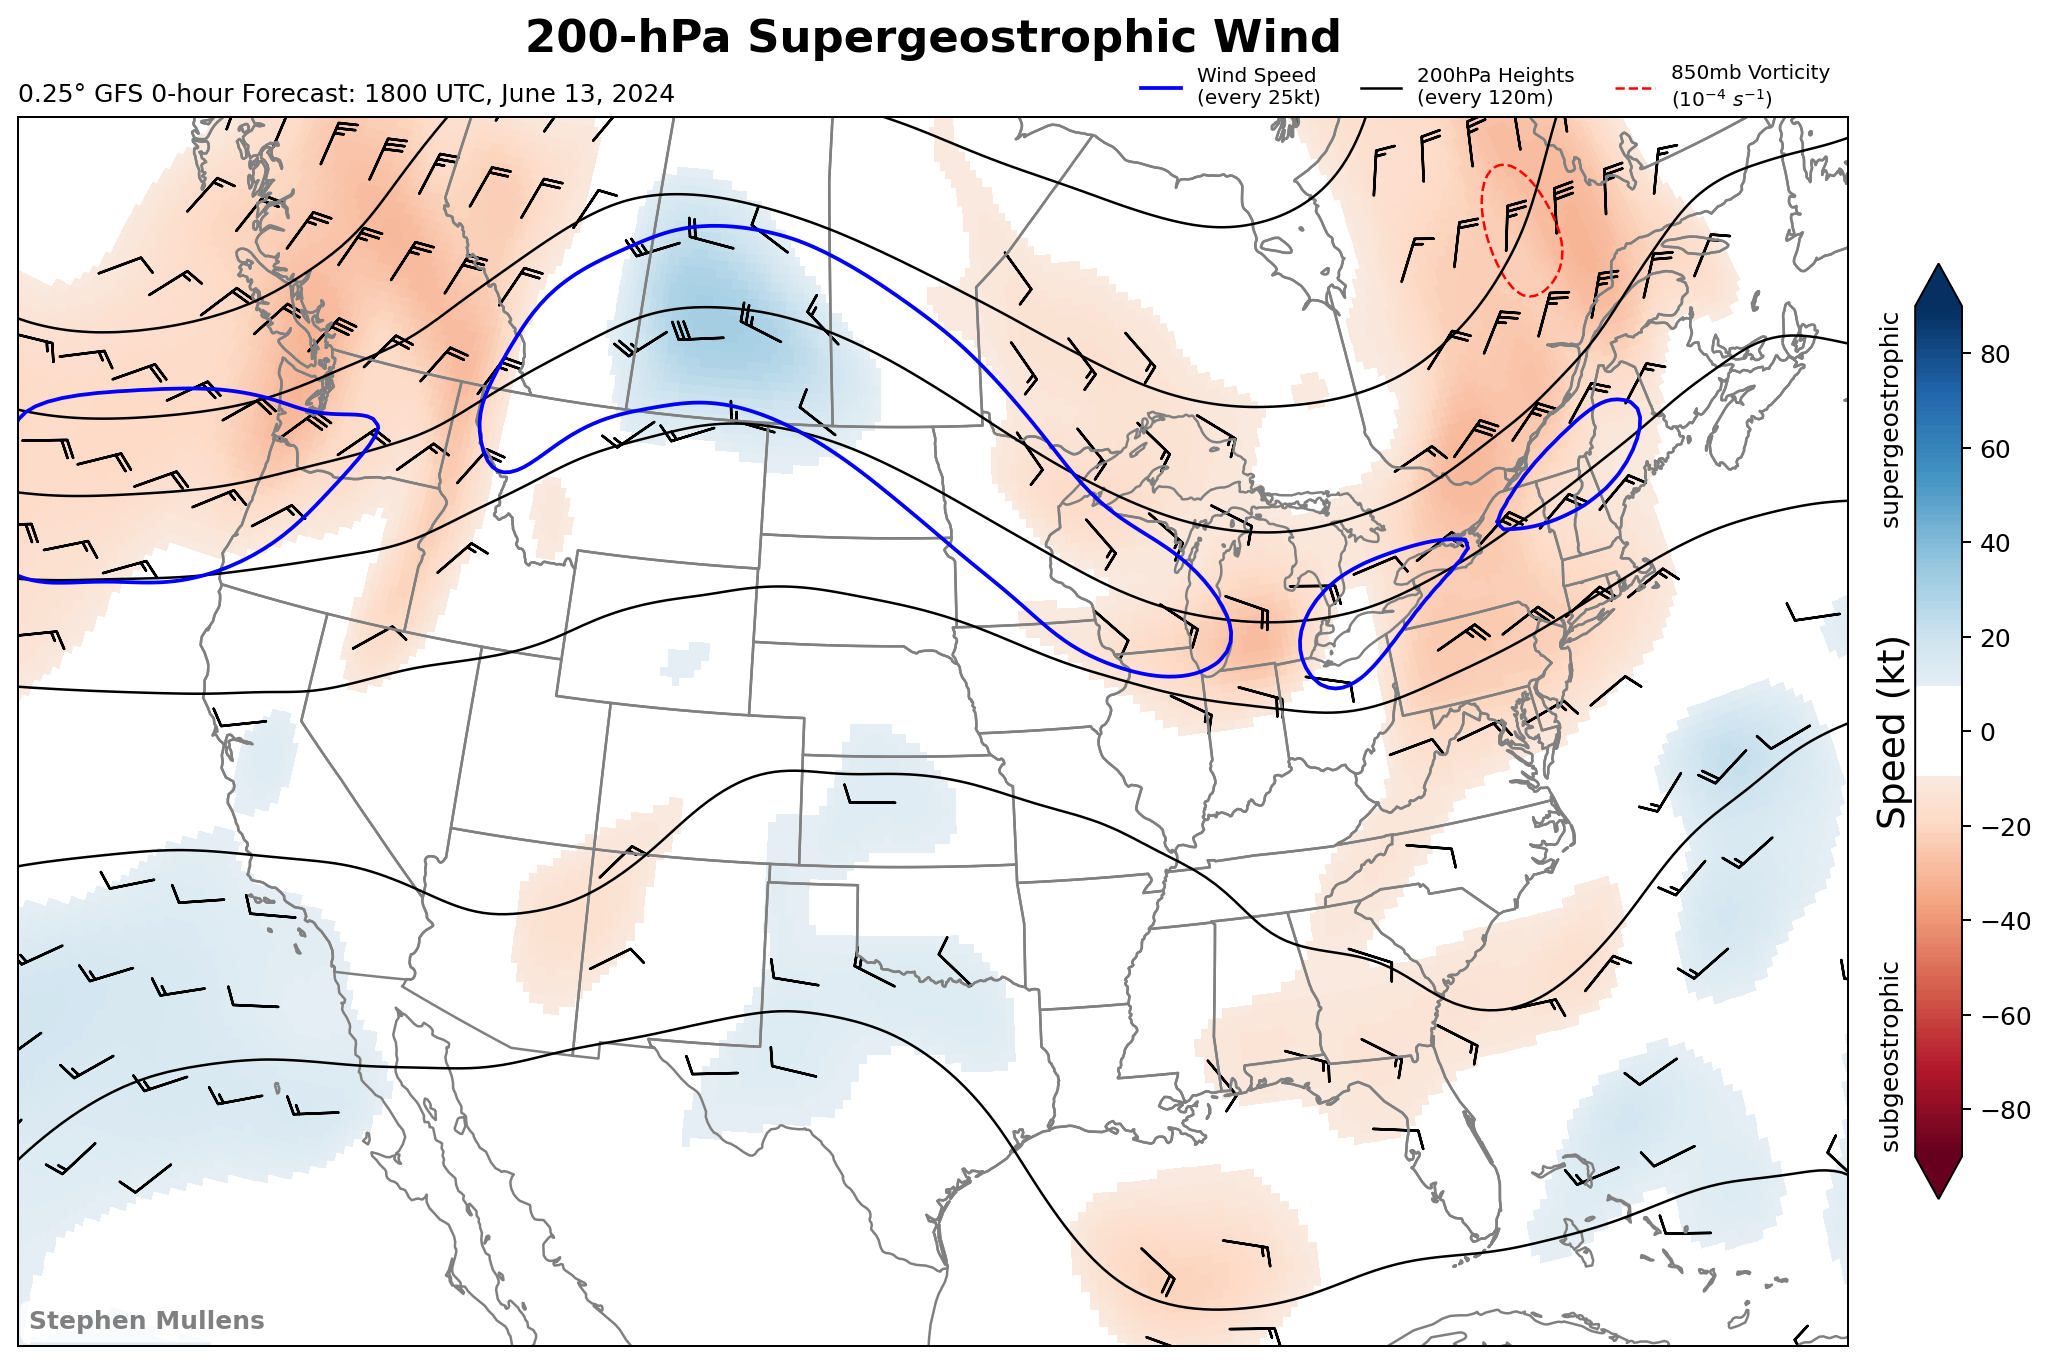 200-hPa Supergeostrophic Wind
0.25° GFS 0-hour Forecast: 1800 UTC, June 13, 2024
Wind Speed
(every 25kt)
200hPa Heights
(every 120m)
850mb Vorticity
(10⁻⁴ s⁻¹)
supergeostrophic
Speed (kt)
subgeostrophic
80
60
40
20
0
−20
−40
−60
−80
Stephen Mullens